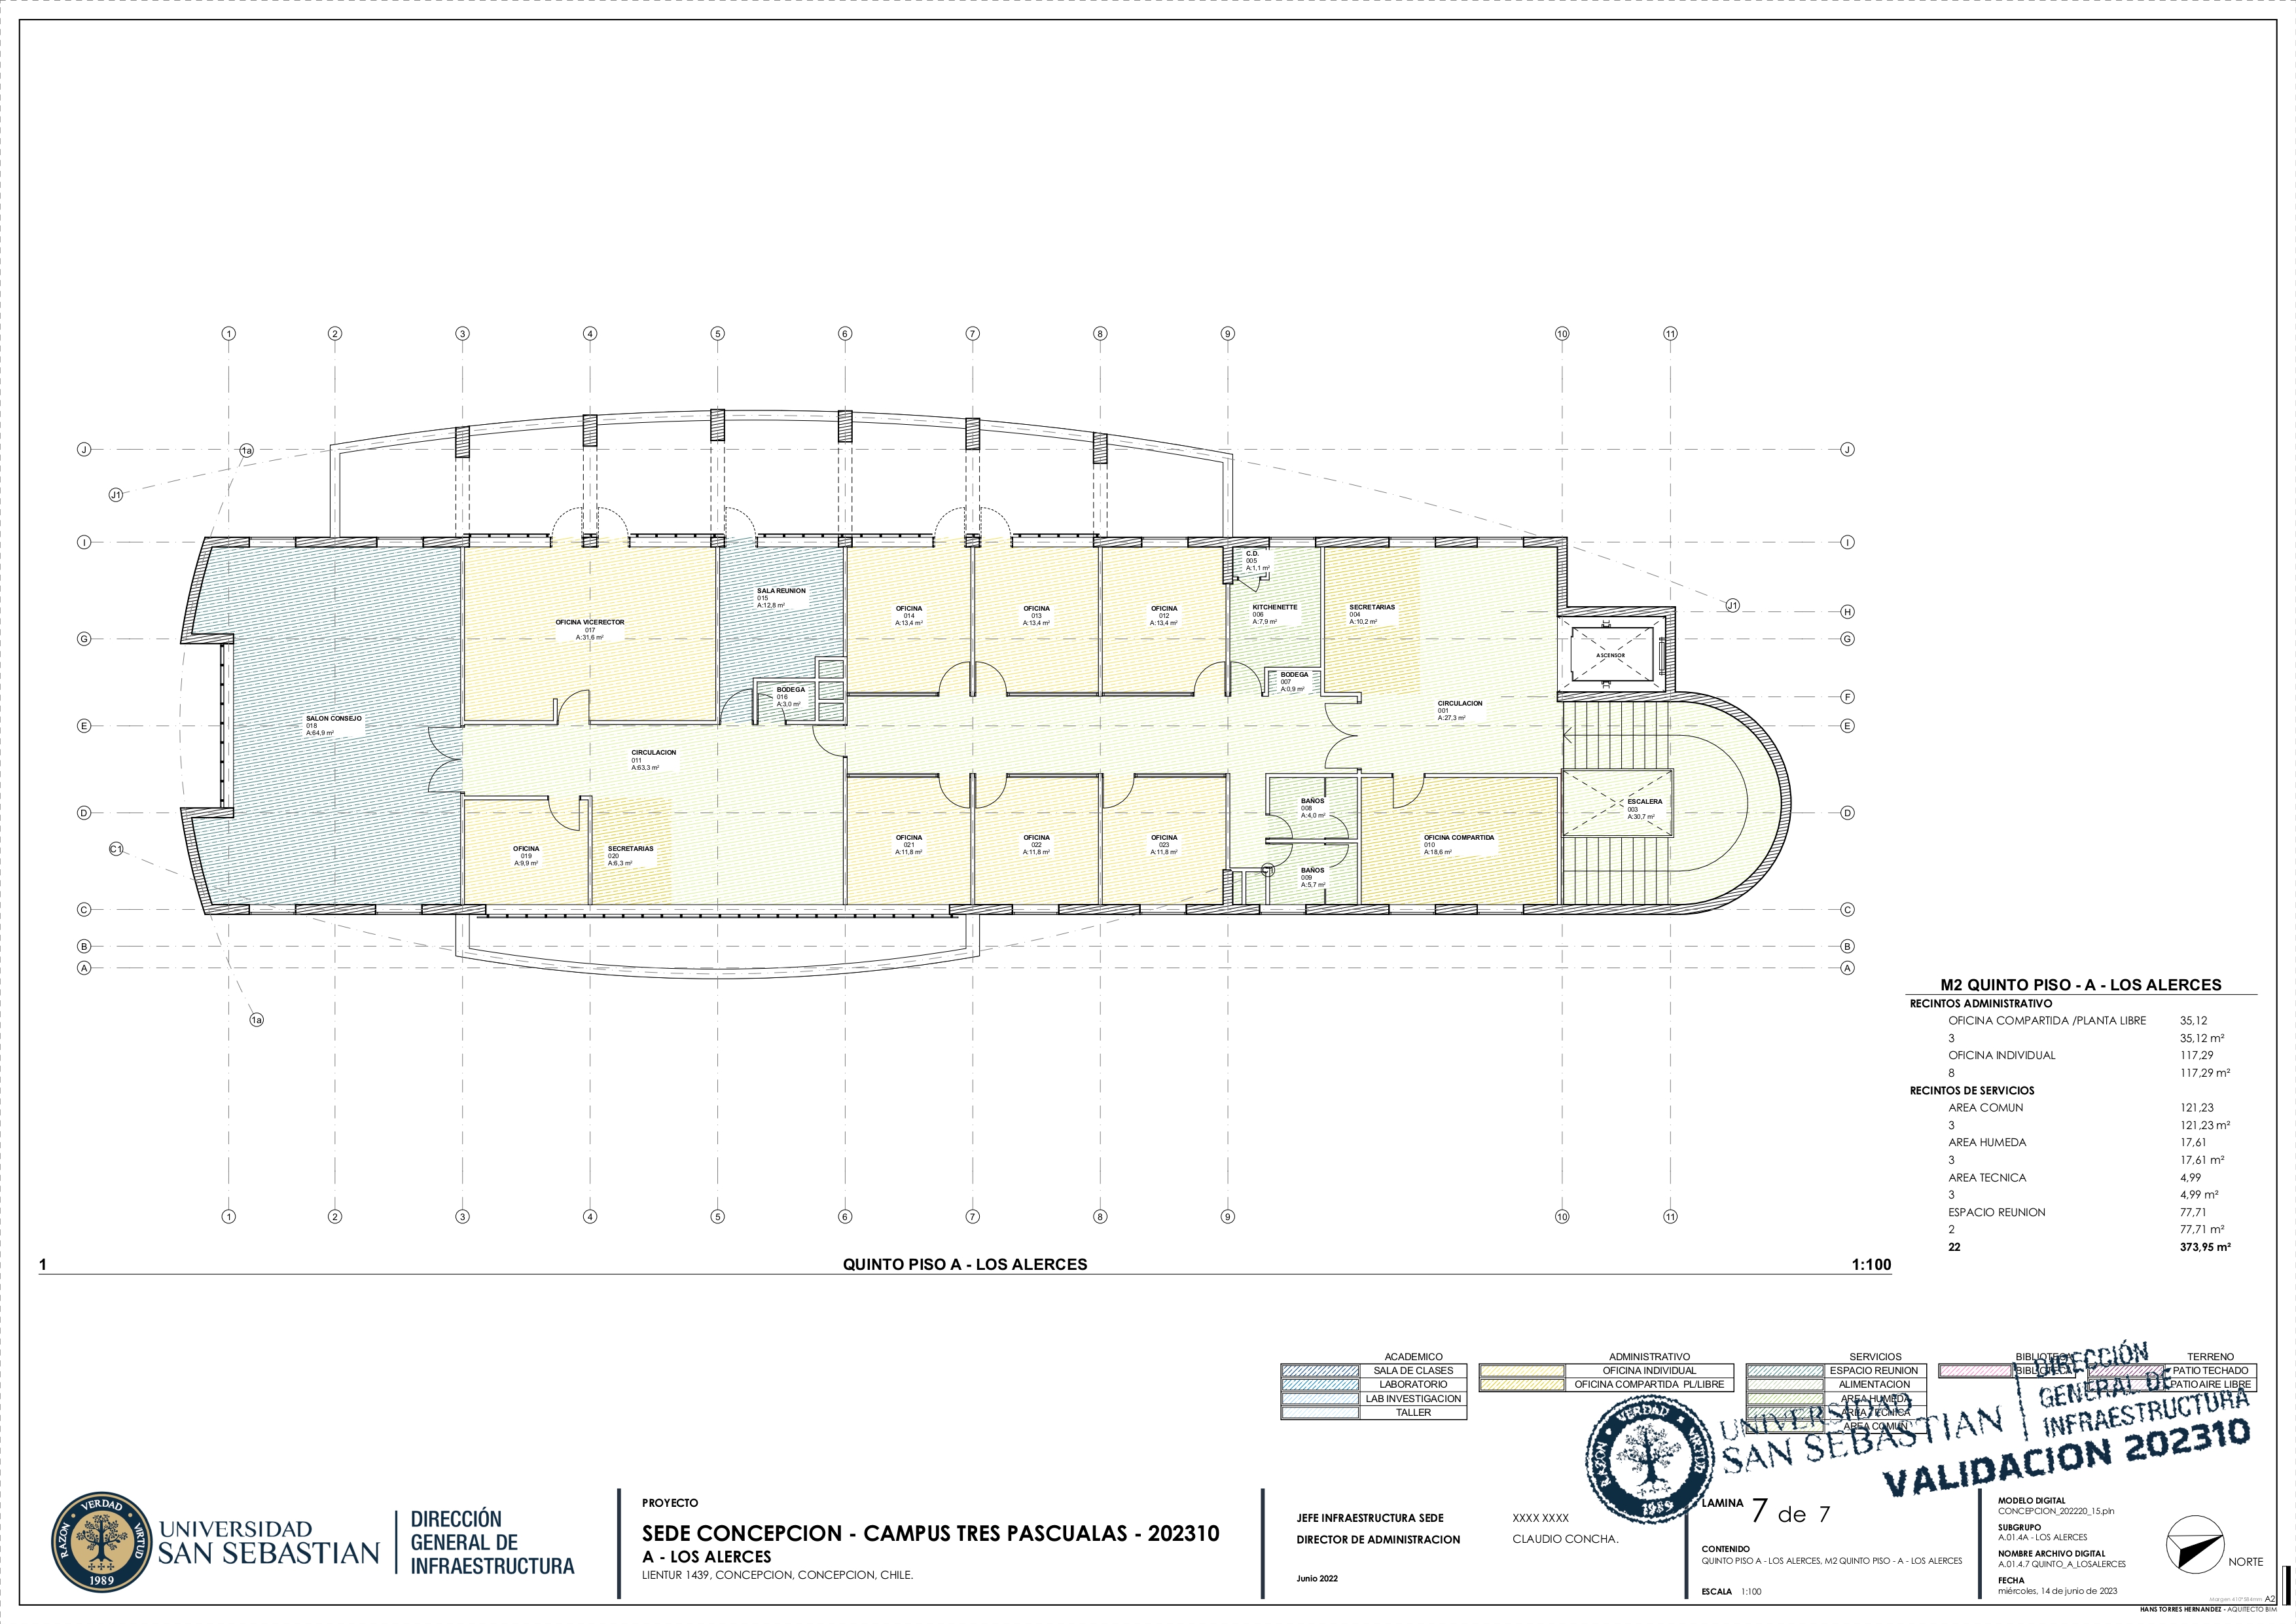 1
2
3
4
5
6
7
8
9
10
11
J
J
1a
J1
I
I
C.D.
005
A:1,1 m²
SALA REUNION
015
A:12,8 m²
OFICINA VICERECTOR
017
A:31,6 m²
OFICINA
014
A:13,4 m²
OFICINA
013
A:13,4 m²
OFICINA
012
A:13,4 m²
KITCHENETTE
006
A:7,9 m²
SECRETARIAS
004
A:10,2 m²
J1
H
G
G
ASCENSOR
BODEGA
016
A:3,0 m²
BODEGA
007
A:0,9 m²
F
SALON CONSEJO
018
A:64,9 m²
CIRCULACION
001
A:27,3 m²
E
E
CIRCULACION
011
A:63,3 m²
BAÑOS
008
A:4,0 m²
ESCALERA
003
A:30,7 m²
D
D
OFICINA
019
A:9,9 m²
SECRETARIAS
020
A:6,3 m²
OFICINA
021
A:11,8 m²
OFICINA
022
A:11,8 m²
OFICINA
023
A:11,8 m²
OFICINA COMPARTIDA
010
A:18,6 m²
C1
BAÑOS
009
A:5,7 m²
C
C
B
B
A
A
1a
1
2
3
4
5
6
7
8
9
10
11
M2 QUINTO PISO - A - LOS ALERCES
RECINTOS ADMINISTRATIVO
OFICINA COMPARTIDA /PLANTA LIBRE 35,12
3 35,12 m²
OFICINA INDIVIDUAL 117,29
8 117,29 m²
RECINTOS DE SERVICIOS
AREA COMUN 121,23
3 121,23 m²
AREA HUMEDA 17,61
3 17,61 m²
AREA TECNICA 4,99
3 4,99 m²
ESPACIO REUNION 77,71
2 77,71 m²
22 373,95 m²
1 QUINTO PISO A - LOS ALERCES 1:100
ACADEMICO
SALA DE CLASES
LABORATORIO
LAB INVESTIGACION
TALLER
ADMINISTRATIVO
OFICINA INDIVIDUAL
OFICINA COMPARTIDA PL/LIBRE
SERVICIOS
ESPACIO REUNION
ALIMENTACION
AREA HUMEDA
AREA TECNICA
AREA COMUN
BIBLIOTECA
BIBLIOTECA
TERRENO
PATIO TECHADO
PATIO AIRE LIBRE
VERDAD
RAZON
VIRTUD
1989
UNIVERSIDAD
SAN SEBASTIAN
DIRECCIÓN
GENERAL DE
INFRAESTRUCTURA
VALIDACION 202310
VERDAD
RAZON
VIRTUD
1989
UNIVERSIDAD
SAN SEBASTIAN
DIRECCIÓN
GENERAL DE
INFRAESTRUCTURA
PROYECTO
SEDE CONCEPCION - CAMPUS TRES PASCUALAS - 202310
A - LOS ALERCES
LIENTUR 1439, CONCEPCION, CONCEPCION, CHILE.
JEFE INFRAESTRUCTURA SEDE XXXX XXXX
DIRECTOR DE ADMINISTRACION CLAUDIO CONCHA.
Junio 2022
LAMINA 7 de 7
CONTENIDO
QUINTO PISO A - LOS ALERCES, M2 QUINTO PISO - A - LOS ALERCES
ESCALA 1:100
MODELO DIGITAL
CONCEPCION_202220_15.pln
SUBGRUPO
A.01.4A - LOS ALERCES
NOMBRE ARCHIVO DIGITAL
A.01.4.7 QUINTO_A_LOSALERCES
FECHA
miércoles, 14 de junio de 2023
NORTE
A2
HANS TORRES HERNANDEZ - AQUITECTO BIM